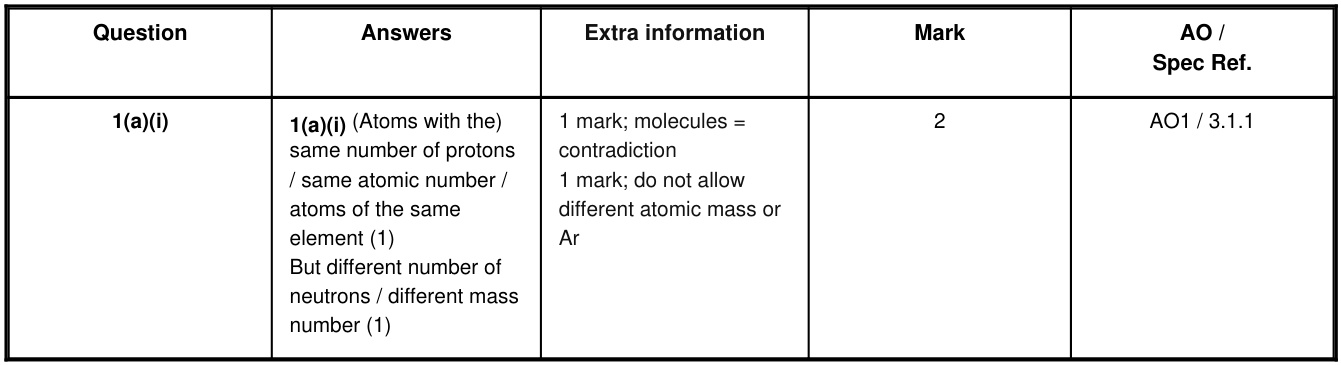 Question
Answers
Extra information
Mark
AO /
Spec Ref.
1(a)(i)
1(a)(i) (Atoms with the)
same number of protons
/ same atomic number /
atoms of the same
element (1)
But different number of
neutrons / different mass
number (1)
1 mark; molecules =
contradiction
1 mark; do not allow
different atomic mass or
Ar
2
AO1 / 3.1.1